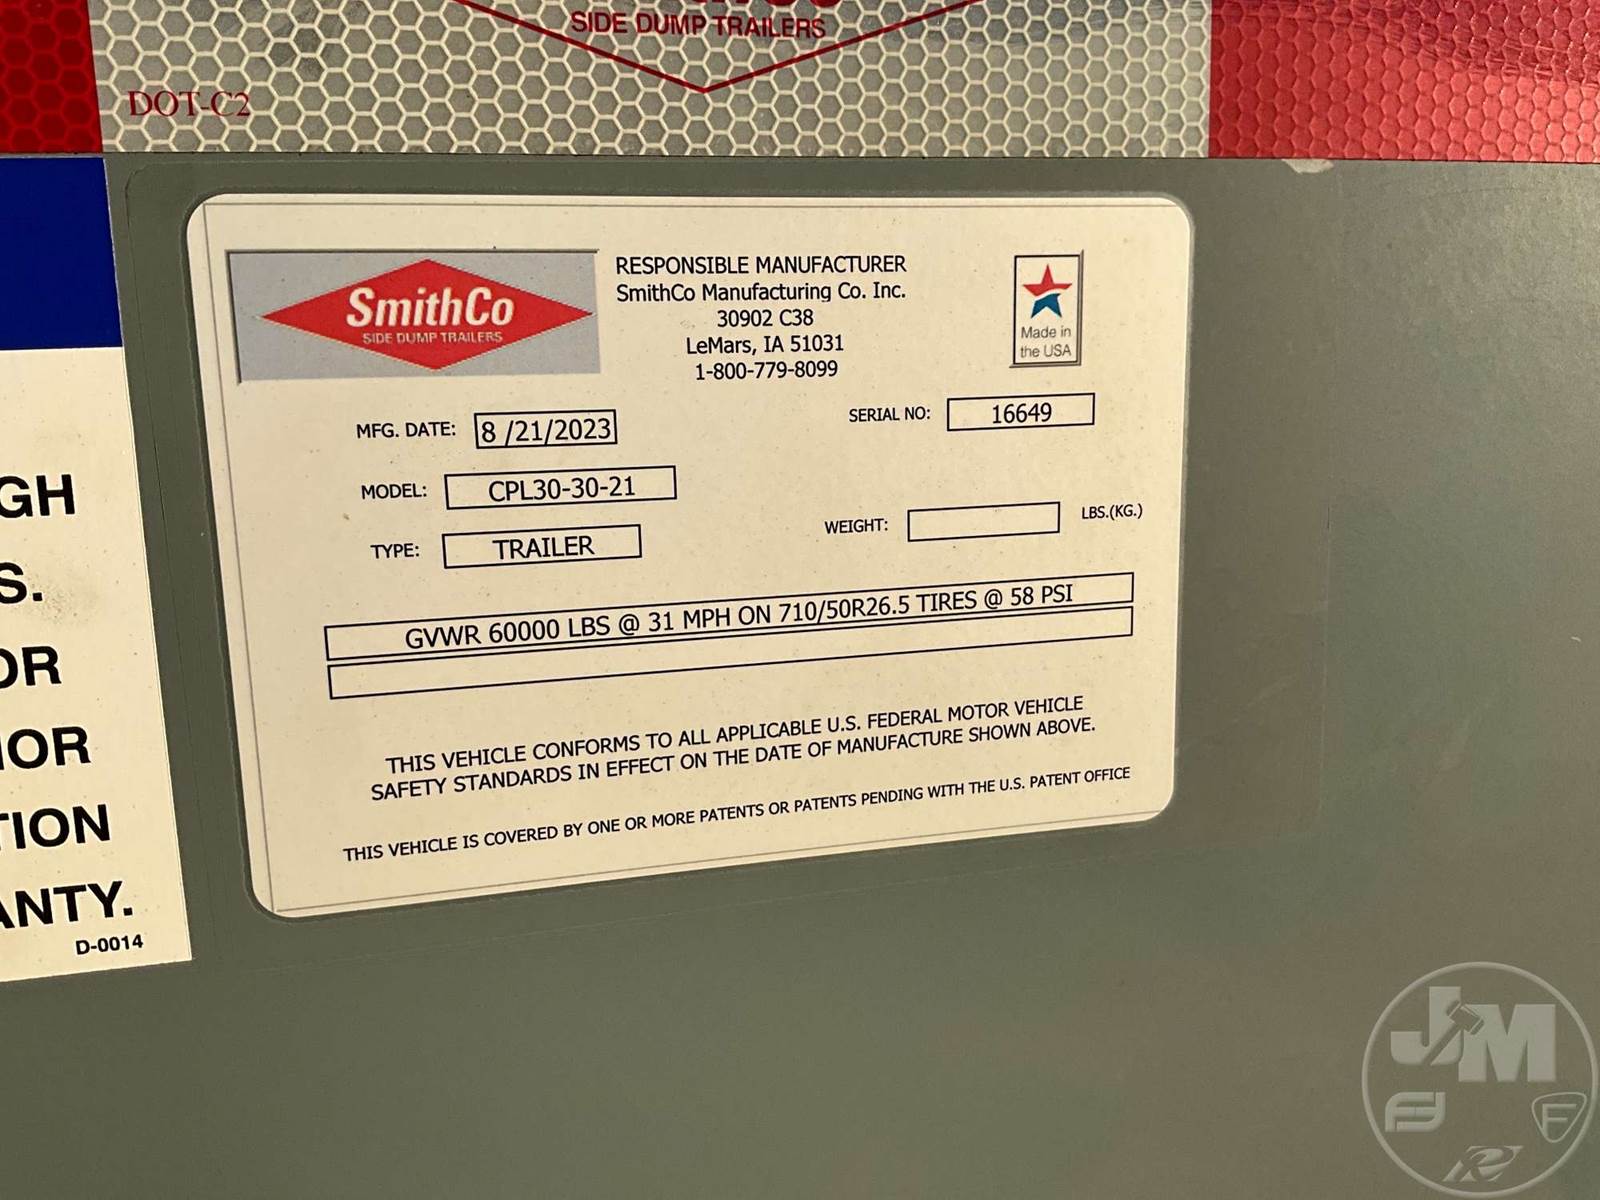 SIDE DUMP TRAILERS
DOT-C2
SmithCo
SIDE DUMP TRAILERS
RESPONSIBLE MANUFACTURER
SmithCo Manufacturing Co. Inc.
30902 C38
LeMars, IA 51031
1-800-779-8099
Made in
the USA
MFG. DATE: 8 /21/2023
SERIAL NO: 16649
MODEL: CPL30-30-21
TYPE: TRAILER
WEIGHT: LBS.(KG.)
GVWR 60000 LBS @ 31 MPH ON 710/50R26.5 TIRES @ 58 PSI
THIS VEHICLE CONFORMS TO ALL APPLICABLE U.S. FEDERAL MOTOR VEHICLE
SAFETY STANDARDS IN EFFECT ON THE DATE OF MANUFACTURE SHOWN ABOVE.
THIS VEHICLE IS COVERED BY ONE OR MORE PATENTS OR PATENTS PENDING WITH THE U.S. PATENT OFFICE
GH
S.
OR
IOR
TION
ANTY.
D-0014
JM